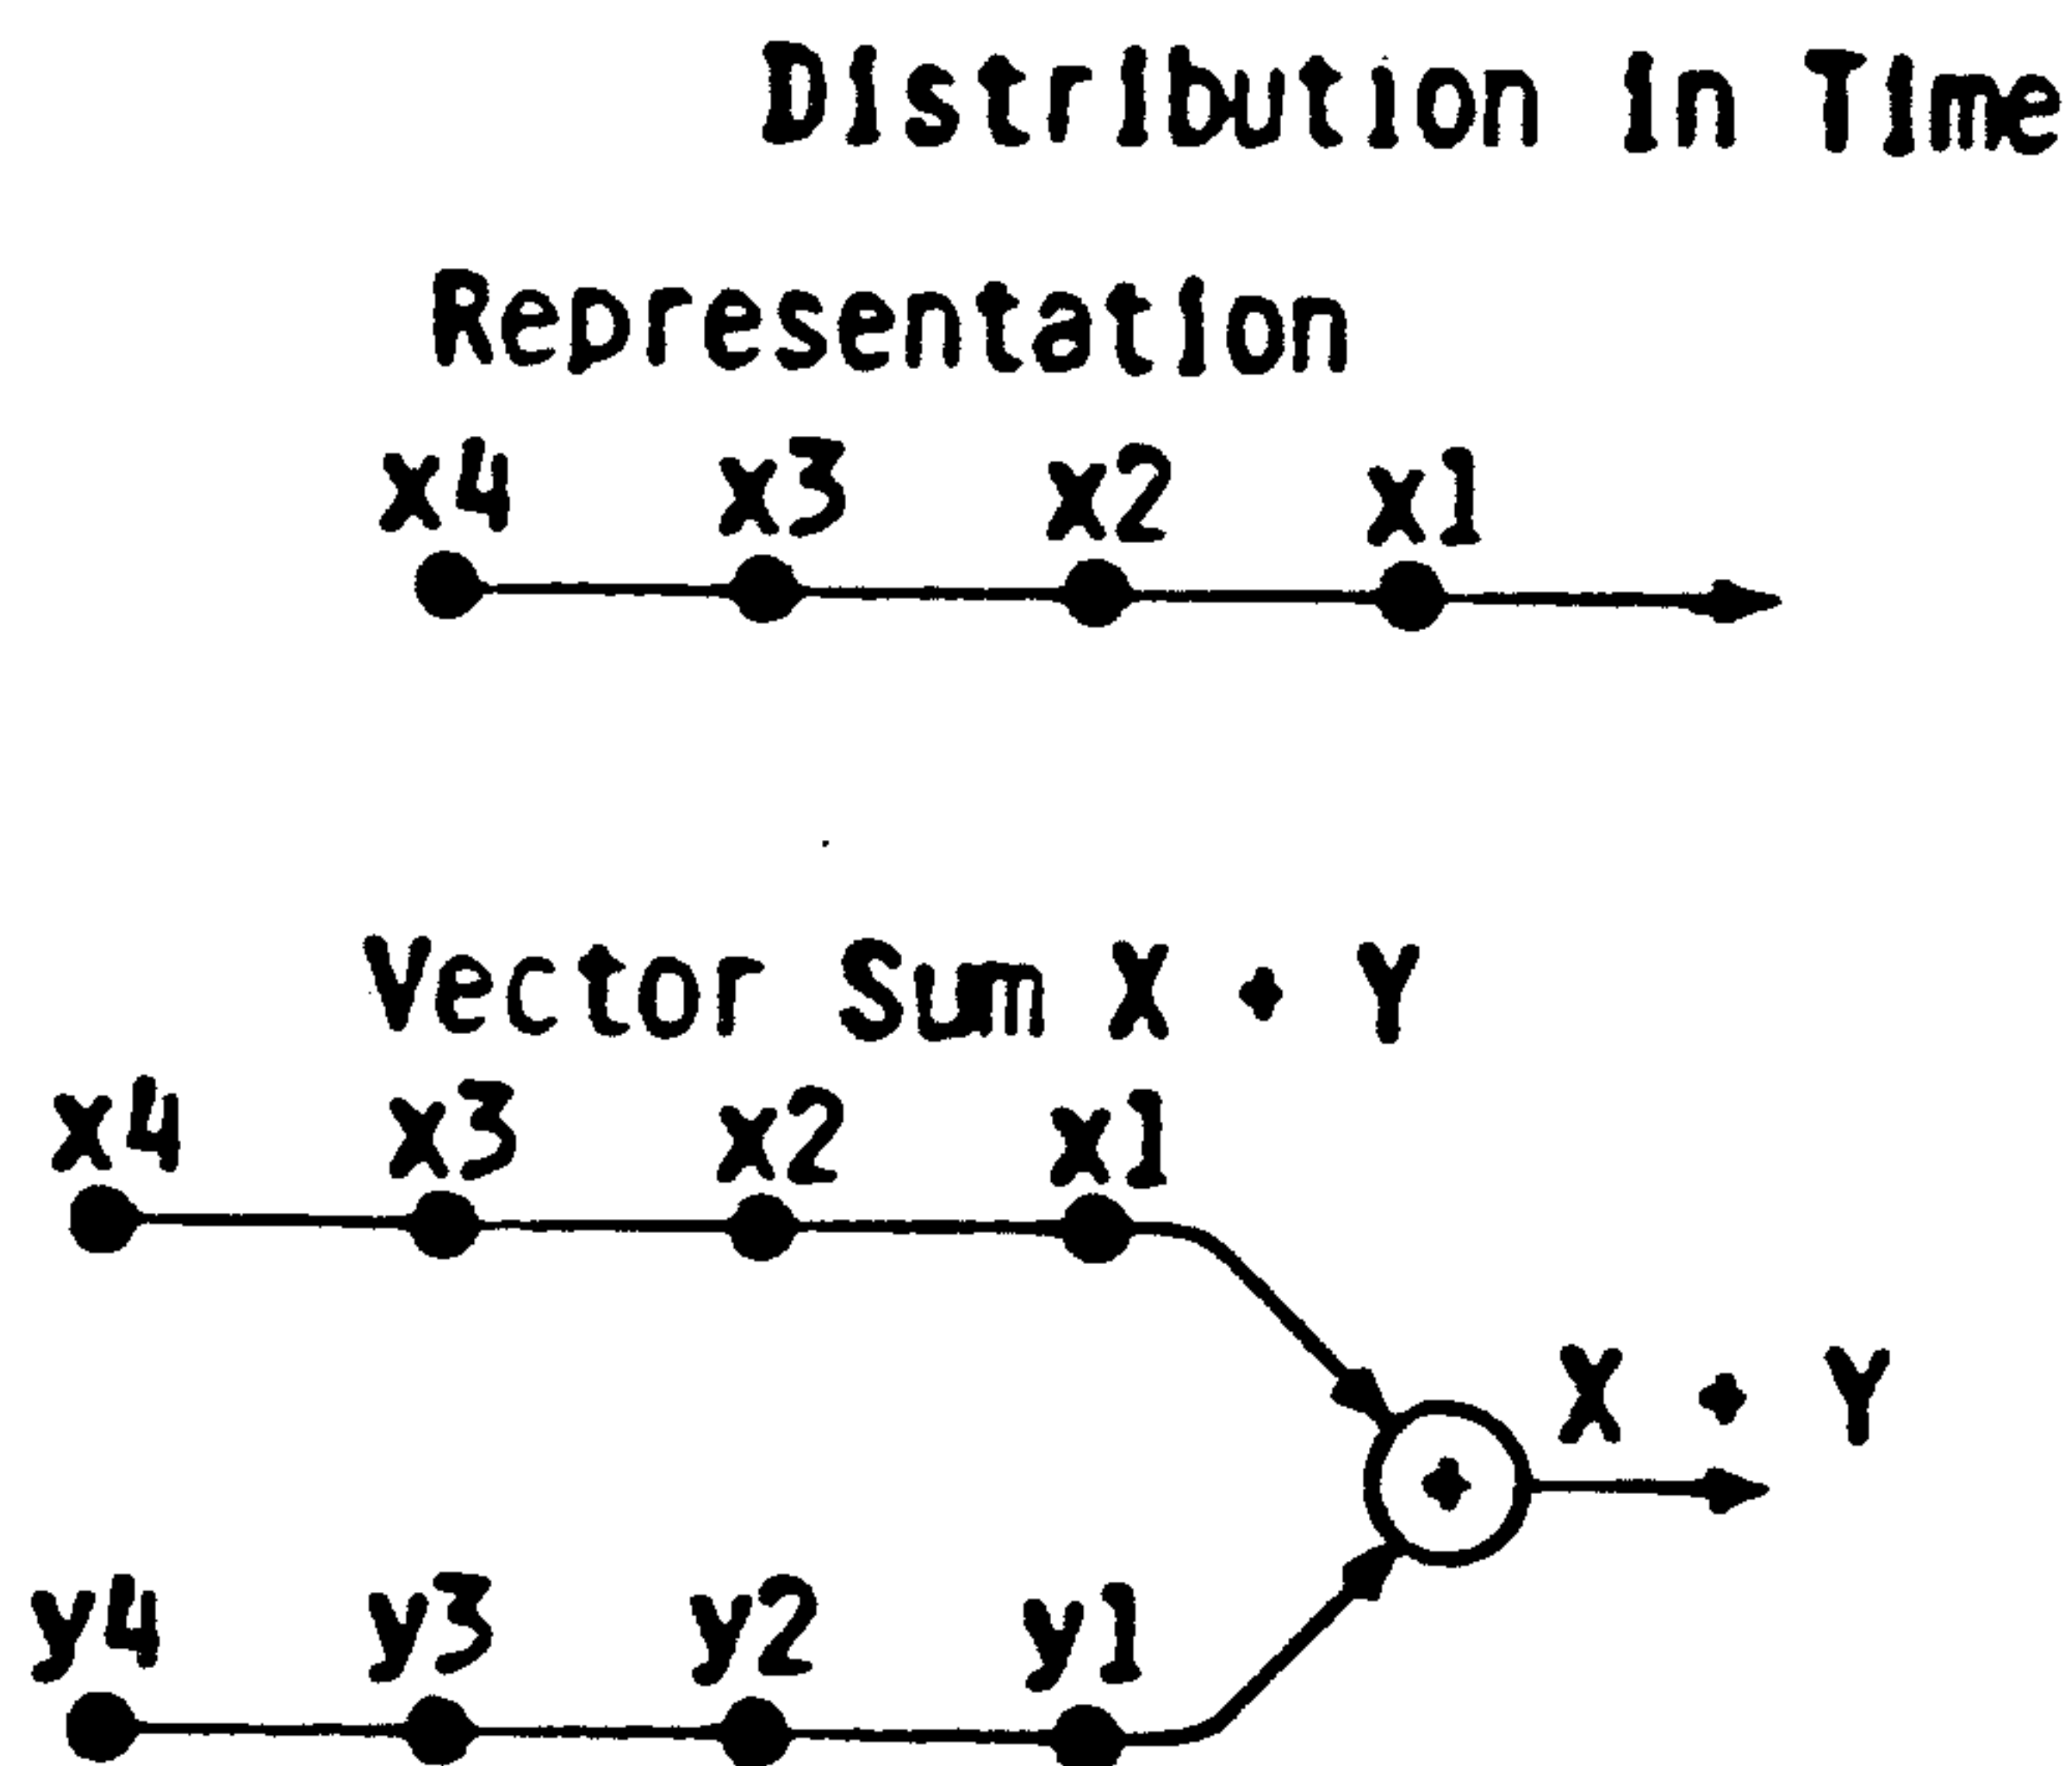 Distribution in Time
Representation
x4 x3 x2 x1
Vector Sum X + Y
x4 x3 x2 x1
X + Y
+
y4 y3 y2 y1